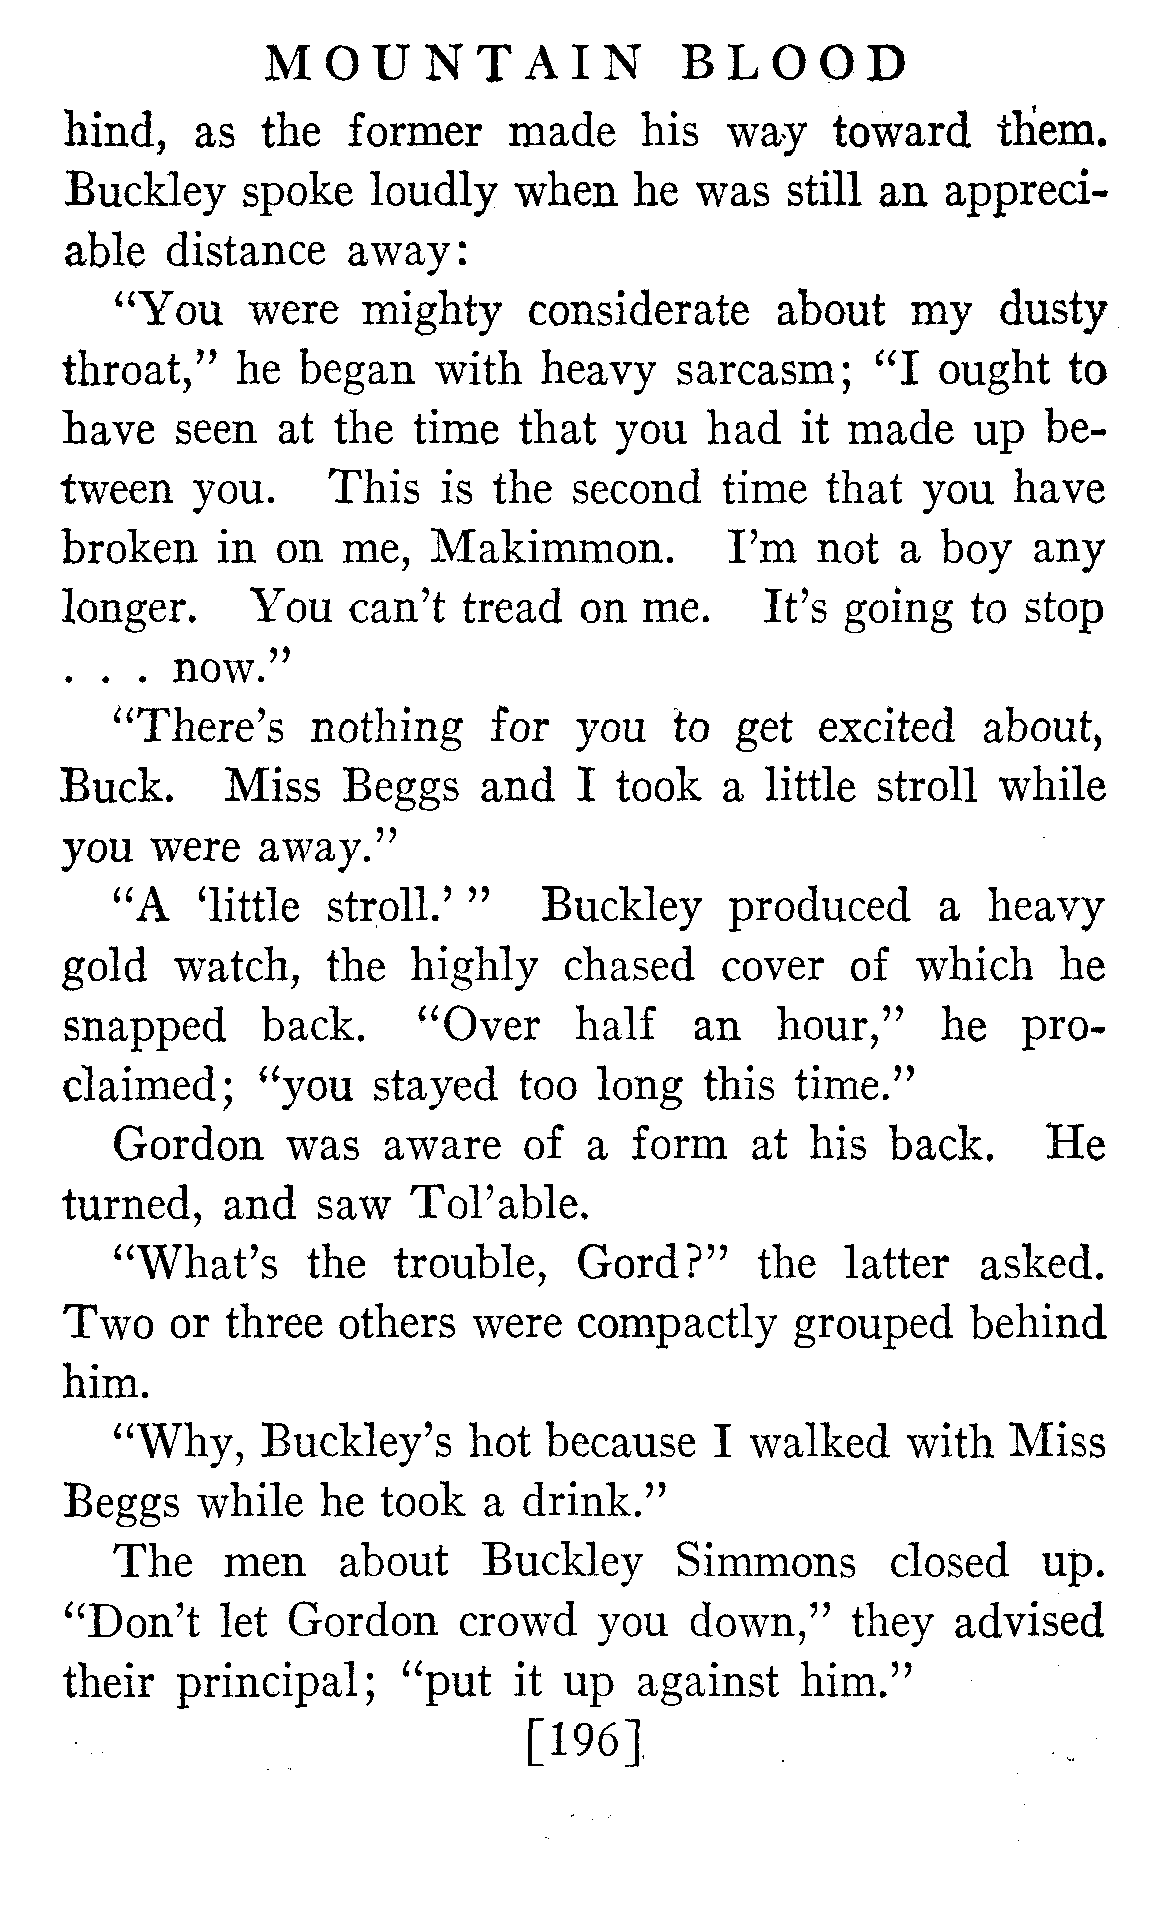 MOUNTAIN BLOOD
hind, as the former made his way toward them.
Buckley spoke loudly when he was still an appreci-
able distance away:
"You were mighty considerate about my dusty
throat," he began with heavy sarcasm; "I ought to
have seen at the time that you had it made up be-
tween you. This is the second time that you have
broken in on me, Makimmon. I'm not a boy any
longer. You can't tread on me. It's going to stop
. . . now."
"There's nothing for you to get excited about,
Buck. Miss Beggs and I took a little stroll while
you were away."
"A 'little stroll.' " Buckley produced a heavy
gold watch, the highly chased cover of which he
snapped back. "Over half an hour," he pro-
claimed; "you stayed too long this time."
Gordon was aware of a form at his back. He
turned, and saw Tol'able.
"What's the trouble, Gord?" the latter asked.
Two or three others were compactly grouped behind
him.
"Why, Buckley's hot because I walked with Miss
Beggs while he took a drink."
The men about Buckley Simmons closed up.
"Don't let Gordon crowd you down," they advised
their principal; "put it up against him."
[196]